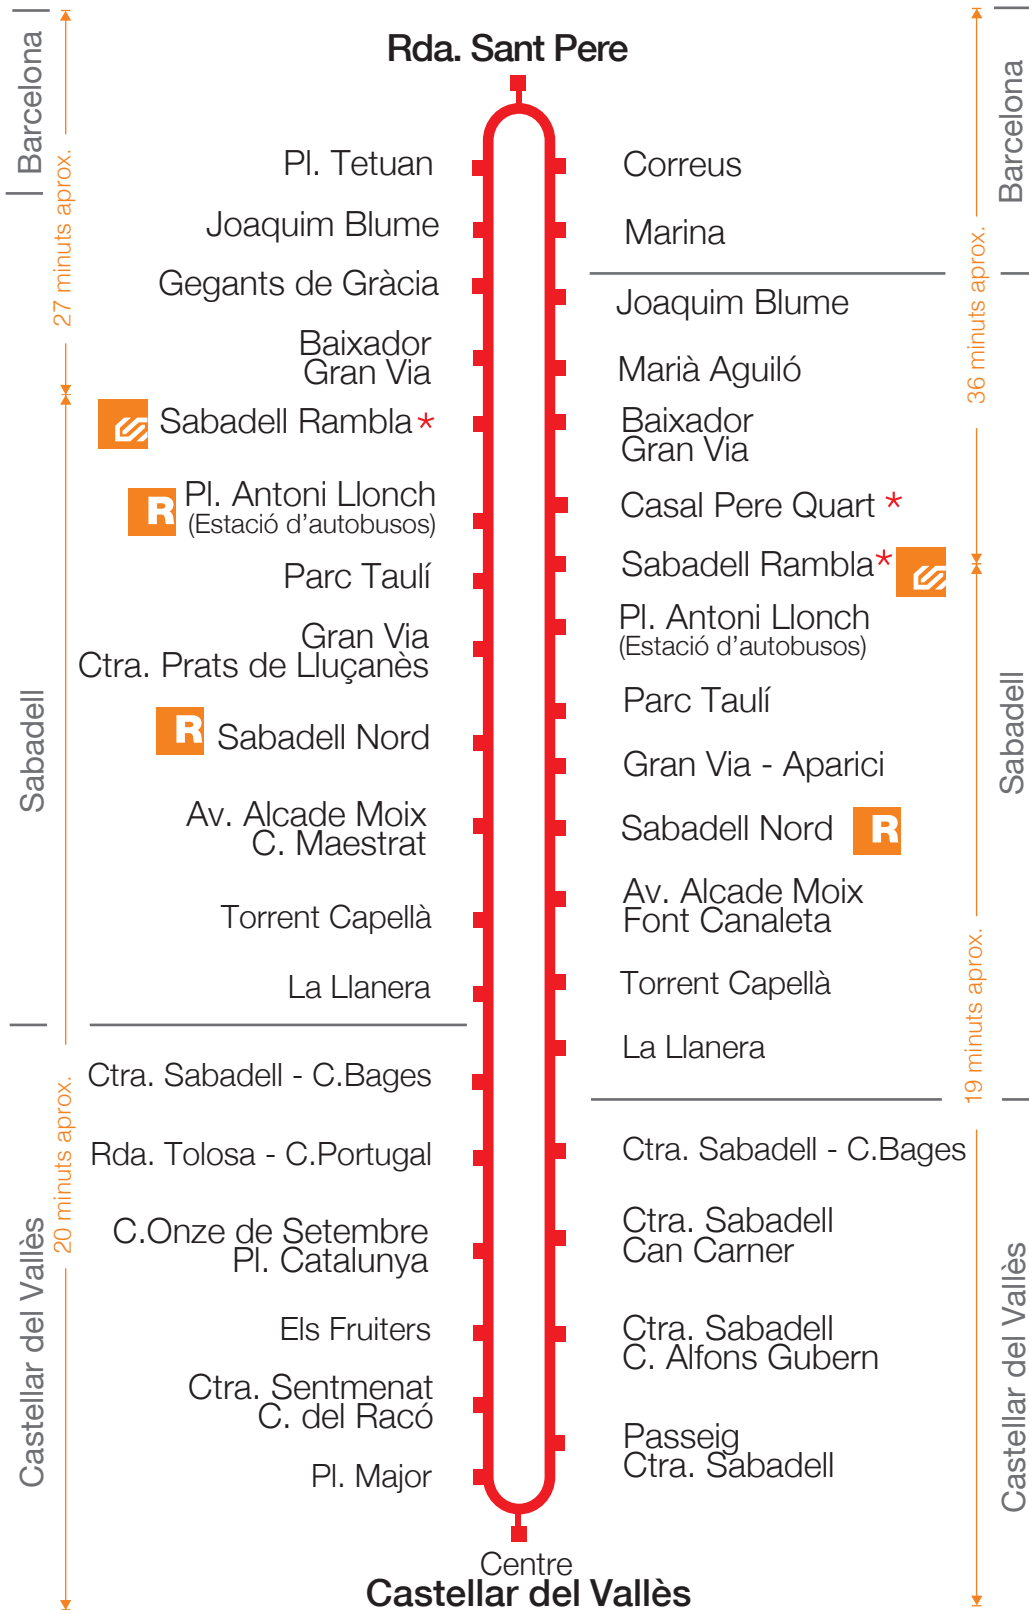 Rda. Sant Pere
Barcelona
27 minuts aprox.
Pl. Tetuan
Joaquim Blume
Gegants de Gràcia
Baixador
Gran Via
Sabadell Rambla*
R
Pl. Antoni Llonch
(Estació d'autobusos)
Parc Taulí
Gran Via
Ctra. Prats de Lluçanès
R
Sabadell Nord
Av. Alcade Moix
C. Maestrat
Torrent Capellà
La Llanera
Sabadell
20 minuts aprox.
Ctra. Sabadell - C.Bages
Rda. Tolosa - C.Portugal
C.Onze de Setembre
Pl. Catalunya
Els Fruiters
Ctra. Sentmenat
C. del Racó
Pl. Major
Castellar del Vallès
Correus
Marina
Barcelona
36 minuts aprox.
Joaquim Blume
Marià Aguiló
Baixador
Gran Via
Casal Pere Quart *
Sabadell Rambla*
Pl. Antoni Llonch
(Estació d'autobusos)
Parc Taulí
Gran Via - Aparici
Sabadell Nord
R
Av. Alcade Moix
Font Canaleta
Torrent Capellà
La Llanera
Sabadell
19 minuts aprox.
Ctra. Sabadell - C.Bages
Ctra. Sabadell
Can Carner
Ctra. Sabadell
C. Alfons Gubern
Passeig
Ctra. Sabadell
Castellar del Vallès
Centre
Castellar del Vallès